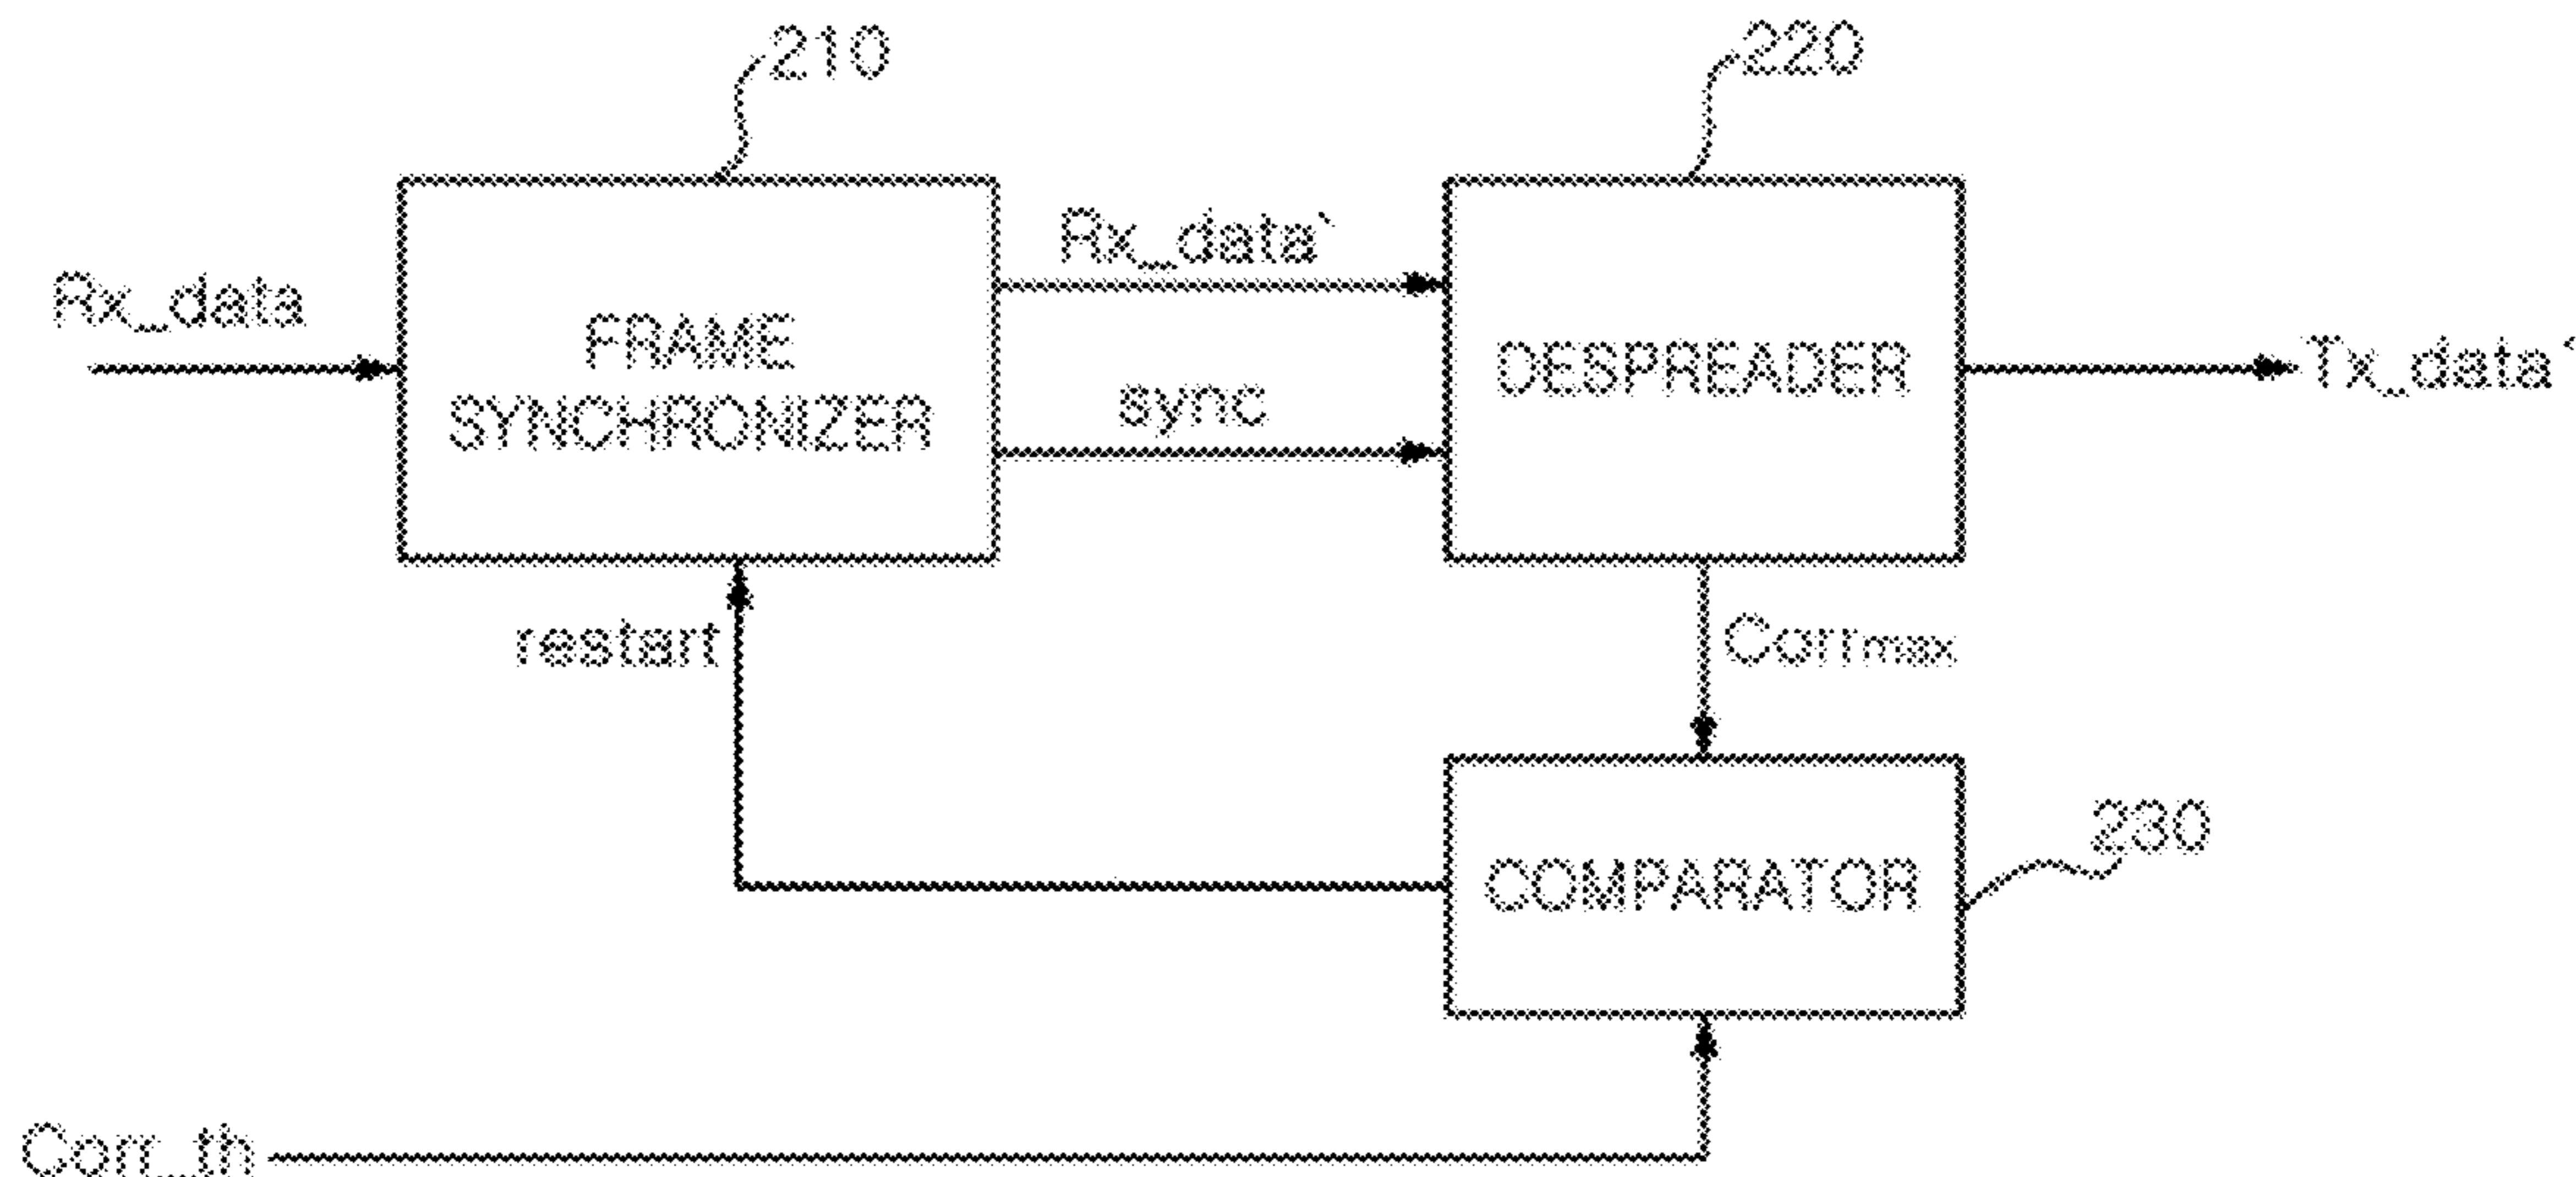 210
220
Rx_data
FRAME
SYNCHRONIZER
Rx_data`
sync
DESPREADER
Tx_data`
restart
Corrmax
COMPARATOR
230
Corr_th